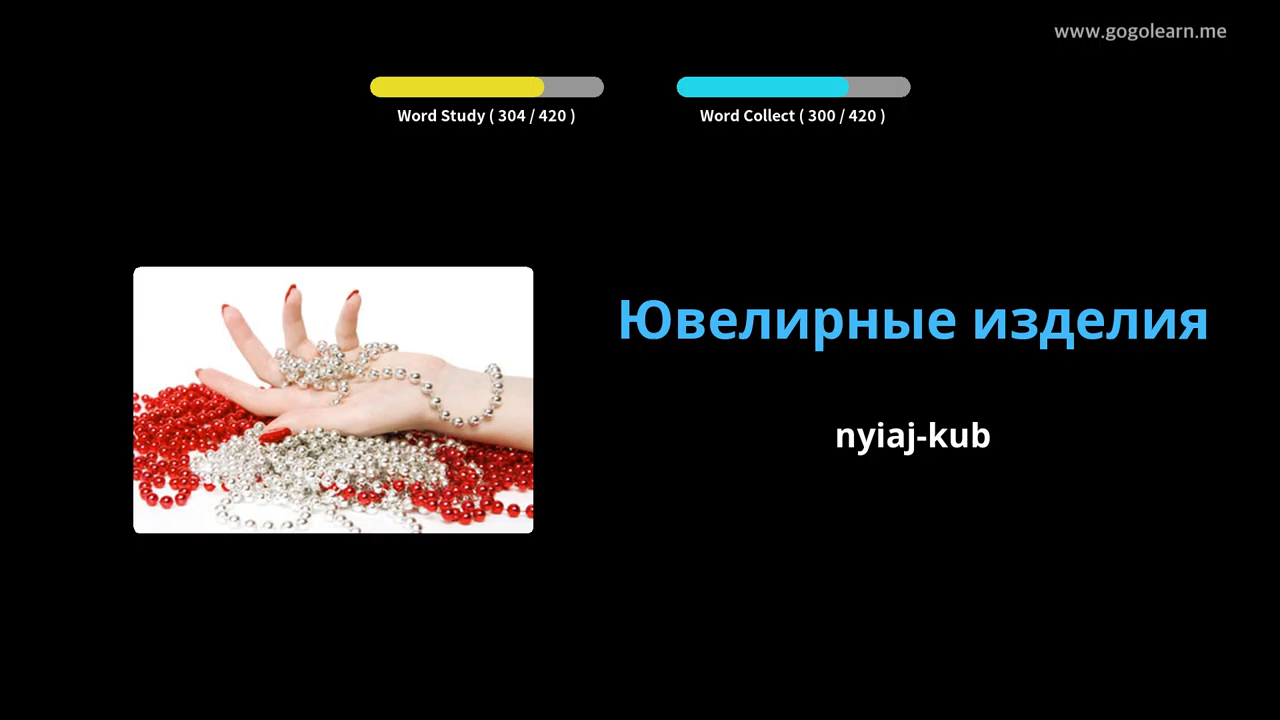 www.gogolearn.me
Word Study ( 304 / 420 )
Word Collect ( 300 / 420 )
Ювелирные изделия
nyiaj-kub